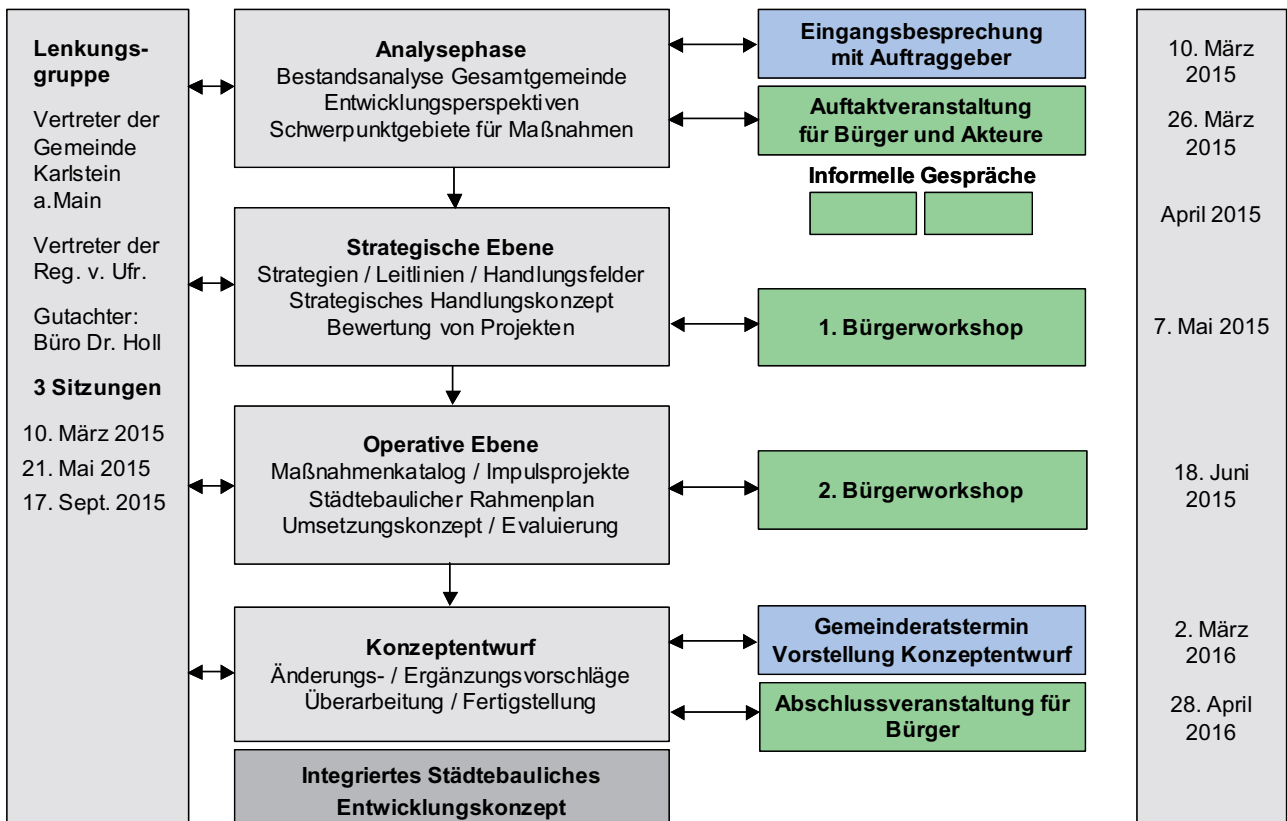 Lenkungs-
gruppe
Vertreter der
Gemeinde
Karlstein
a.Main
Vertreter der
Reg. v. Ufr.
Gutachter:
Büro Dr. Holl
3 Sitzungen
10. März 2015
21. Mai 2015
17. Sept. 2015
Analysephase
Bestandsanalyse Gesamtgemeinde
Entwicklungsperspektiven
Schwerpunktgebiete für Maßnahmen
Strategische Ebene
Strategien / Leitlinien / Handlungsfelder
Strategisches Handlungskonzept
Bewertung von Projekten
Operative Ebene
Maßnahmenkatalog / Impulsprojekte
Städtebaulicher Rahmenplan
Umsetzungskonzept / Evaluierung
Konzeptentwurf
Änderungs- / Ergänzungsvorschläge
Überarbeitung / Fertigstellung
Integriertes Städtebauliches
Entwicklungskonzept
Eingangsbesprechung
mit Auftraggeber
Auftaktveranstaltung
für Bürger und Akteure
Informelle Gespräche
1. Bürgerworkshop
2. Bürgerworkshop
Gemeinderatstermin
Vorstellung Konzeptentwurf
Abschlussveranstaltung für
Bürger
10. März
2015
26. März
2015
April 2015
7. Mai 2015
18. Juni
2015
2. März
2016
28. April
2016